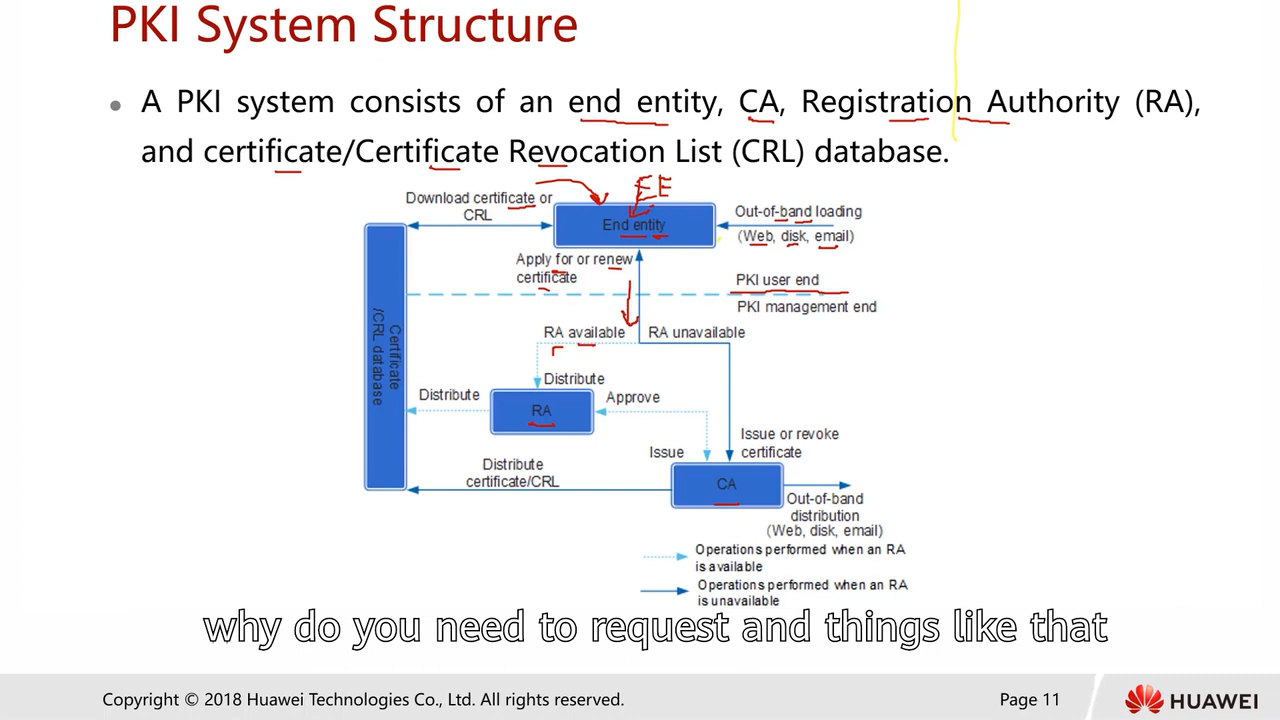 PKI System Structure
A PKI system consists of an end entity, CA, Registration Authority (RA),
and certificate/Certificate Revocation List (CRL) database.
EE
Download certificate or
CRL
End entity
Out-of-band loading
(Web, disk, email)
Apply for or renew
certificate
PKI user end
PKI management end
Certificate
/CRL database
RA available
RA unavailable
Distribute
Distribute
RA
Approve
Issue
Issue or revoke
certificate
Distribute
certificate/CRL
CA
Out-of-band
distribution
(Web, disk, email)
Operations performed when an RA
is available
Operations performed when an RA
is unavailable
why do you need to request and things like that
Copyright © 2018 Huawei Technologies Co., Ltd. All rights reserved.
Page 11
HUAWEI